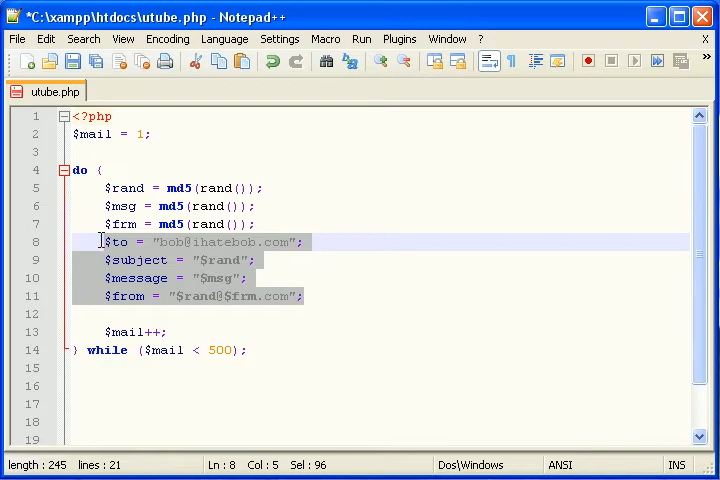 *C:\xampp\htdocs\utube.php - Notepad++
File Edit Search View Encoding Language Settings Macro Run Plugins Window ? X
utube.php
1 <?php
2 $mail = 1;
3
4 do {
5 $rand = md5(rand());
6 $msg = md5(rand());
7 $frm = md5(rand());
8 $to = "bob@ihatebob.com";
9 $subject = "$rand";
10 $message = "$msg";
11 $from = "$rand@$frm.com";
12
13 $mail++;
14 } while ($mail < 500);
15
16
17
18
19
length : 245 lines : 21 Ln : 8 Col : 5 Sel : 96 Dos\Windows ANSI INS